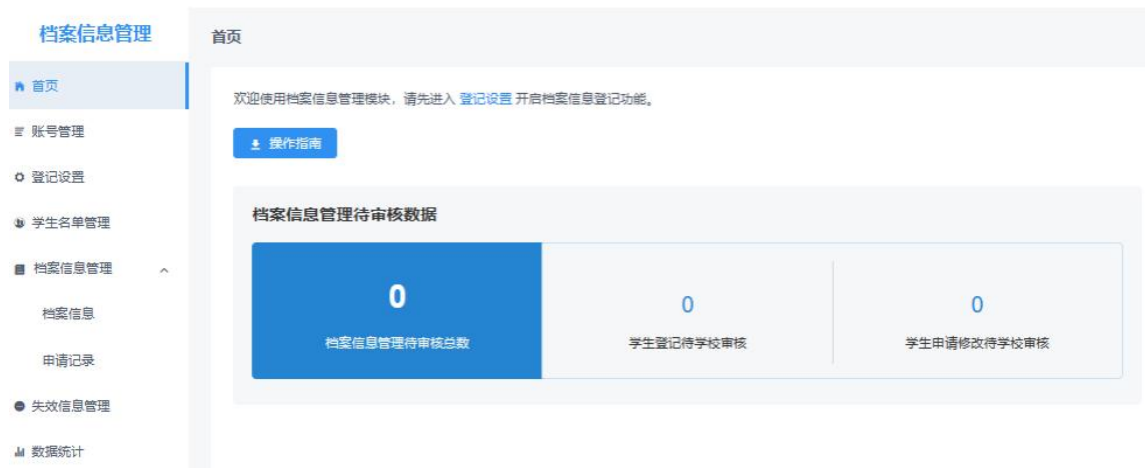 档案信息管理
首页
账号管理
登记设置
学生名单管理
档案信息管理
档案信息
申请记录
失效信息管理
数据统计
首页
欢迎使用档案信息管理模块，请先进入 登记设置 开启档案信息登记功能。
操作指南
档案信息管理待审核数据
0
档案信息管理待审核总数
0
学生登记待学校审核
0
学生申请修改待学校审核